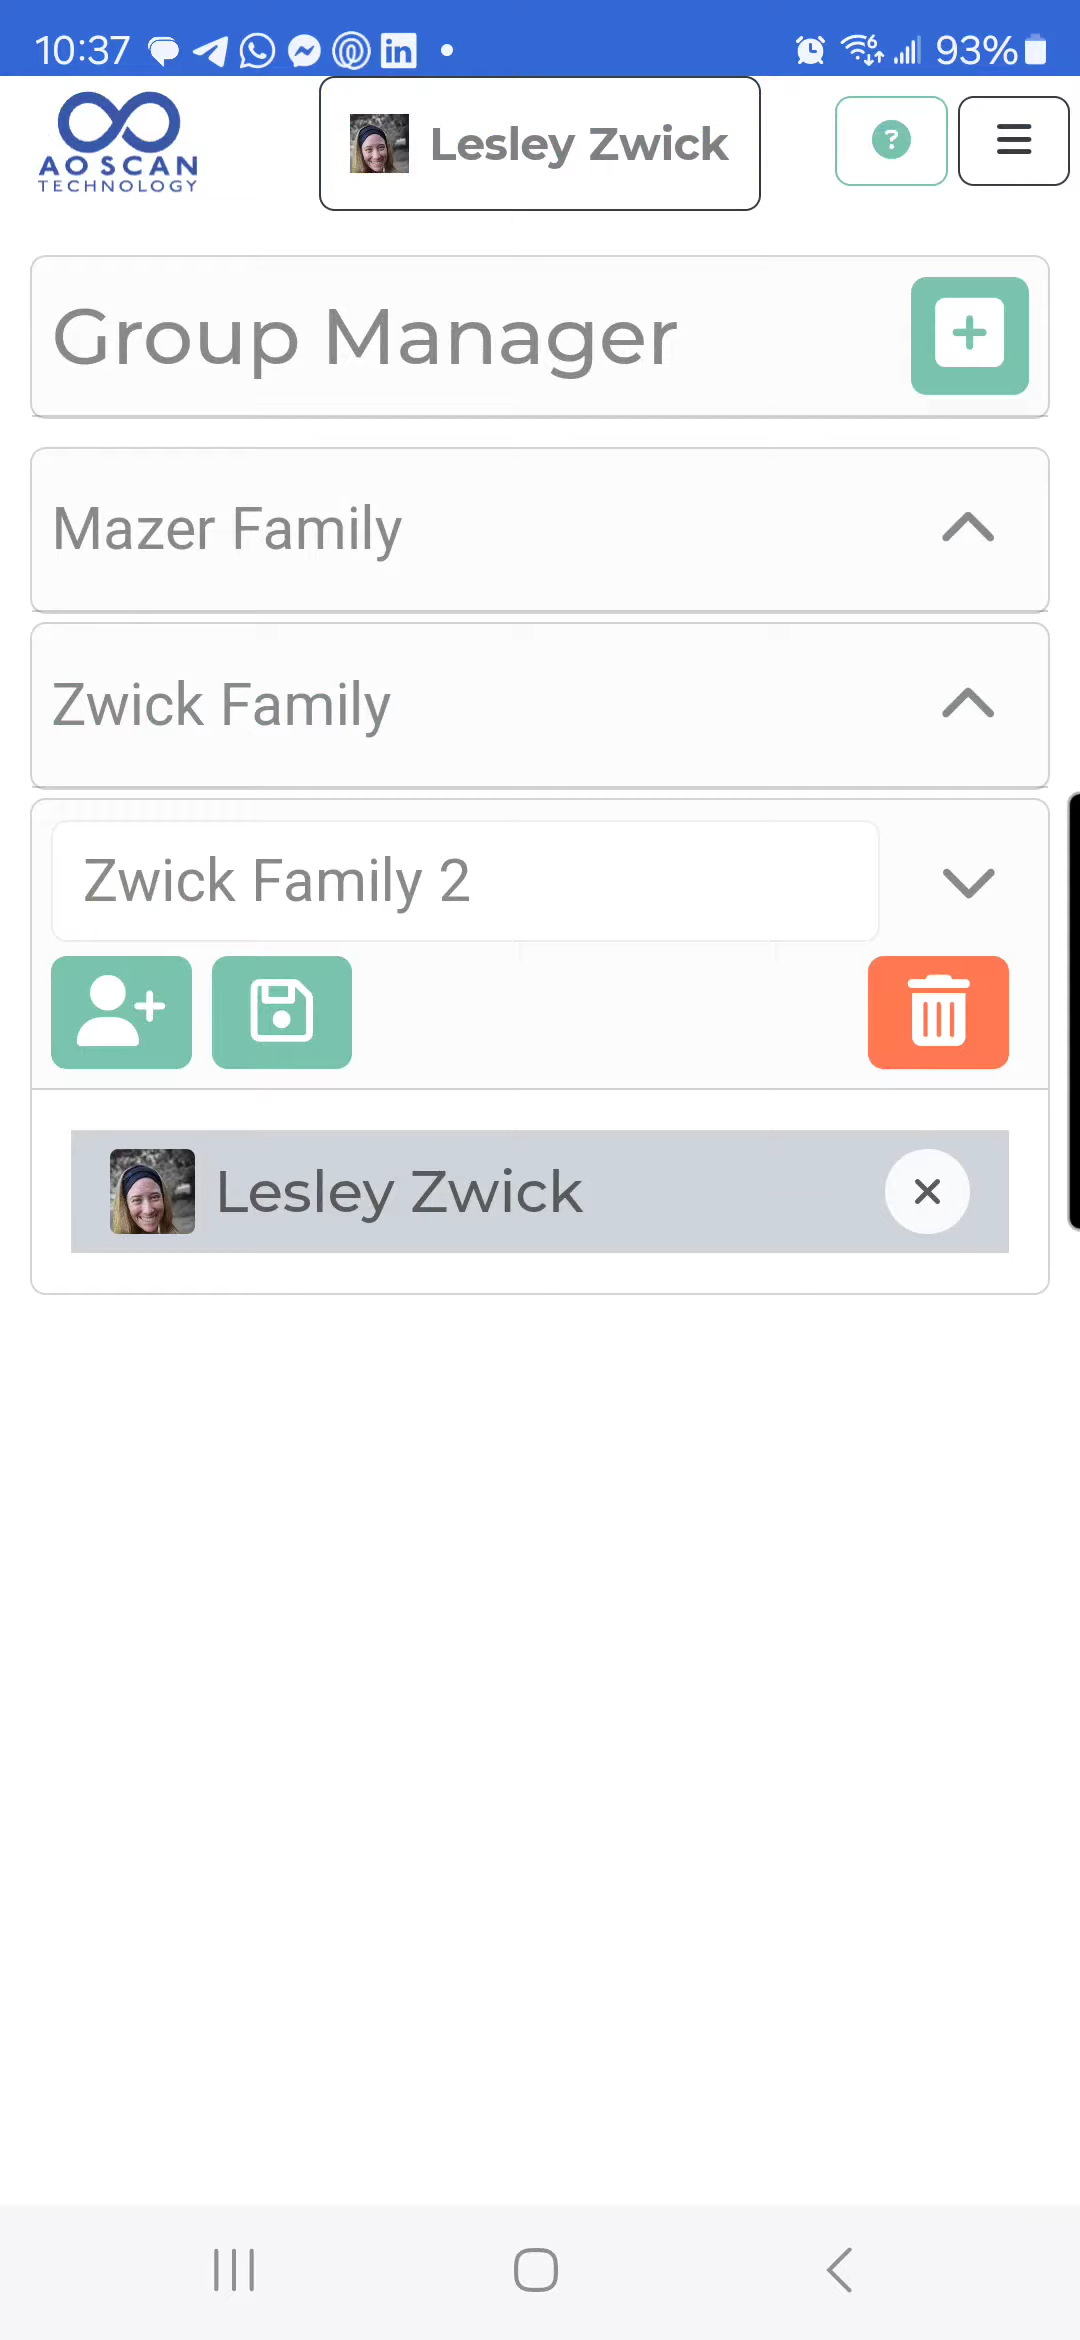 10:37
93%
AO SCAN
TECHNOLOGY
Lesley Zwick
Group Manager
Mazer Family
Zwick Family
Zwick Family 2
Lesley Zwick